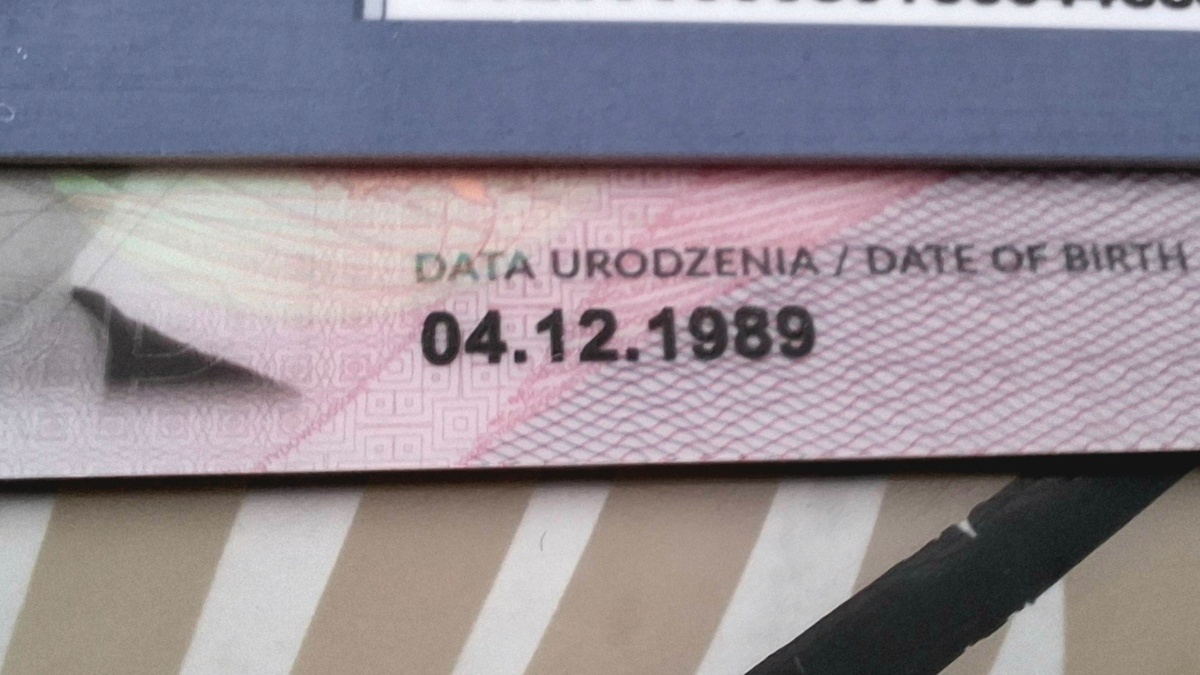 DATA URODZENIA / DATE OF BIRTH
04.12.1989